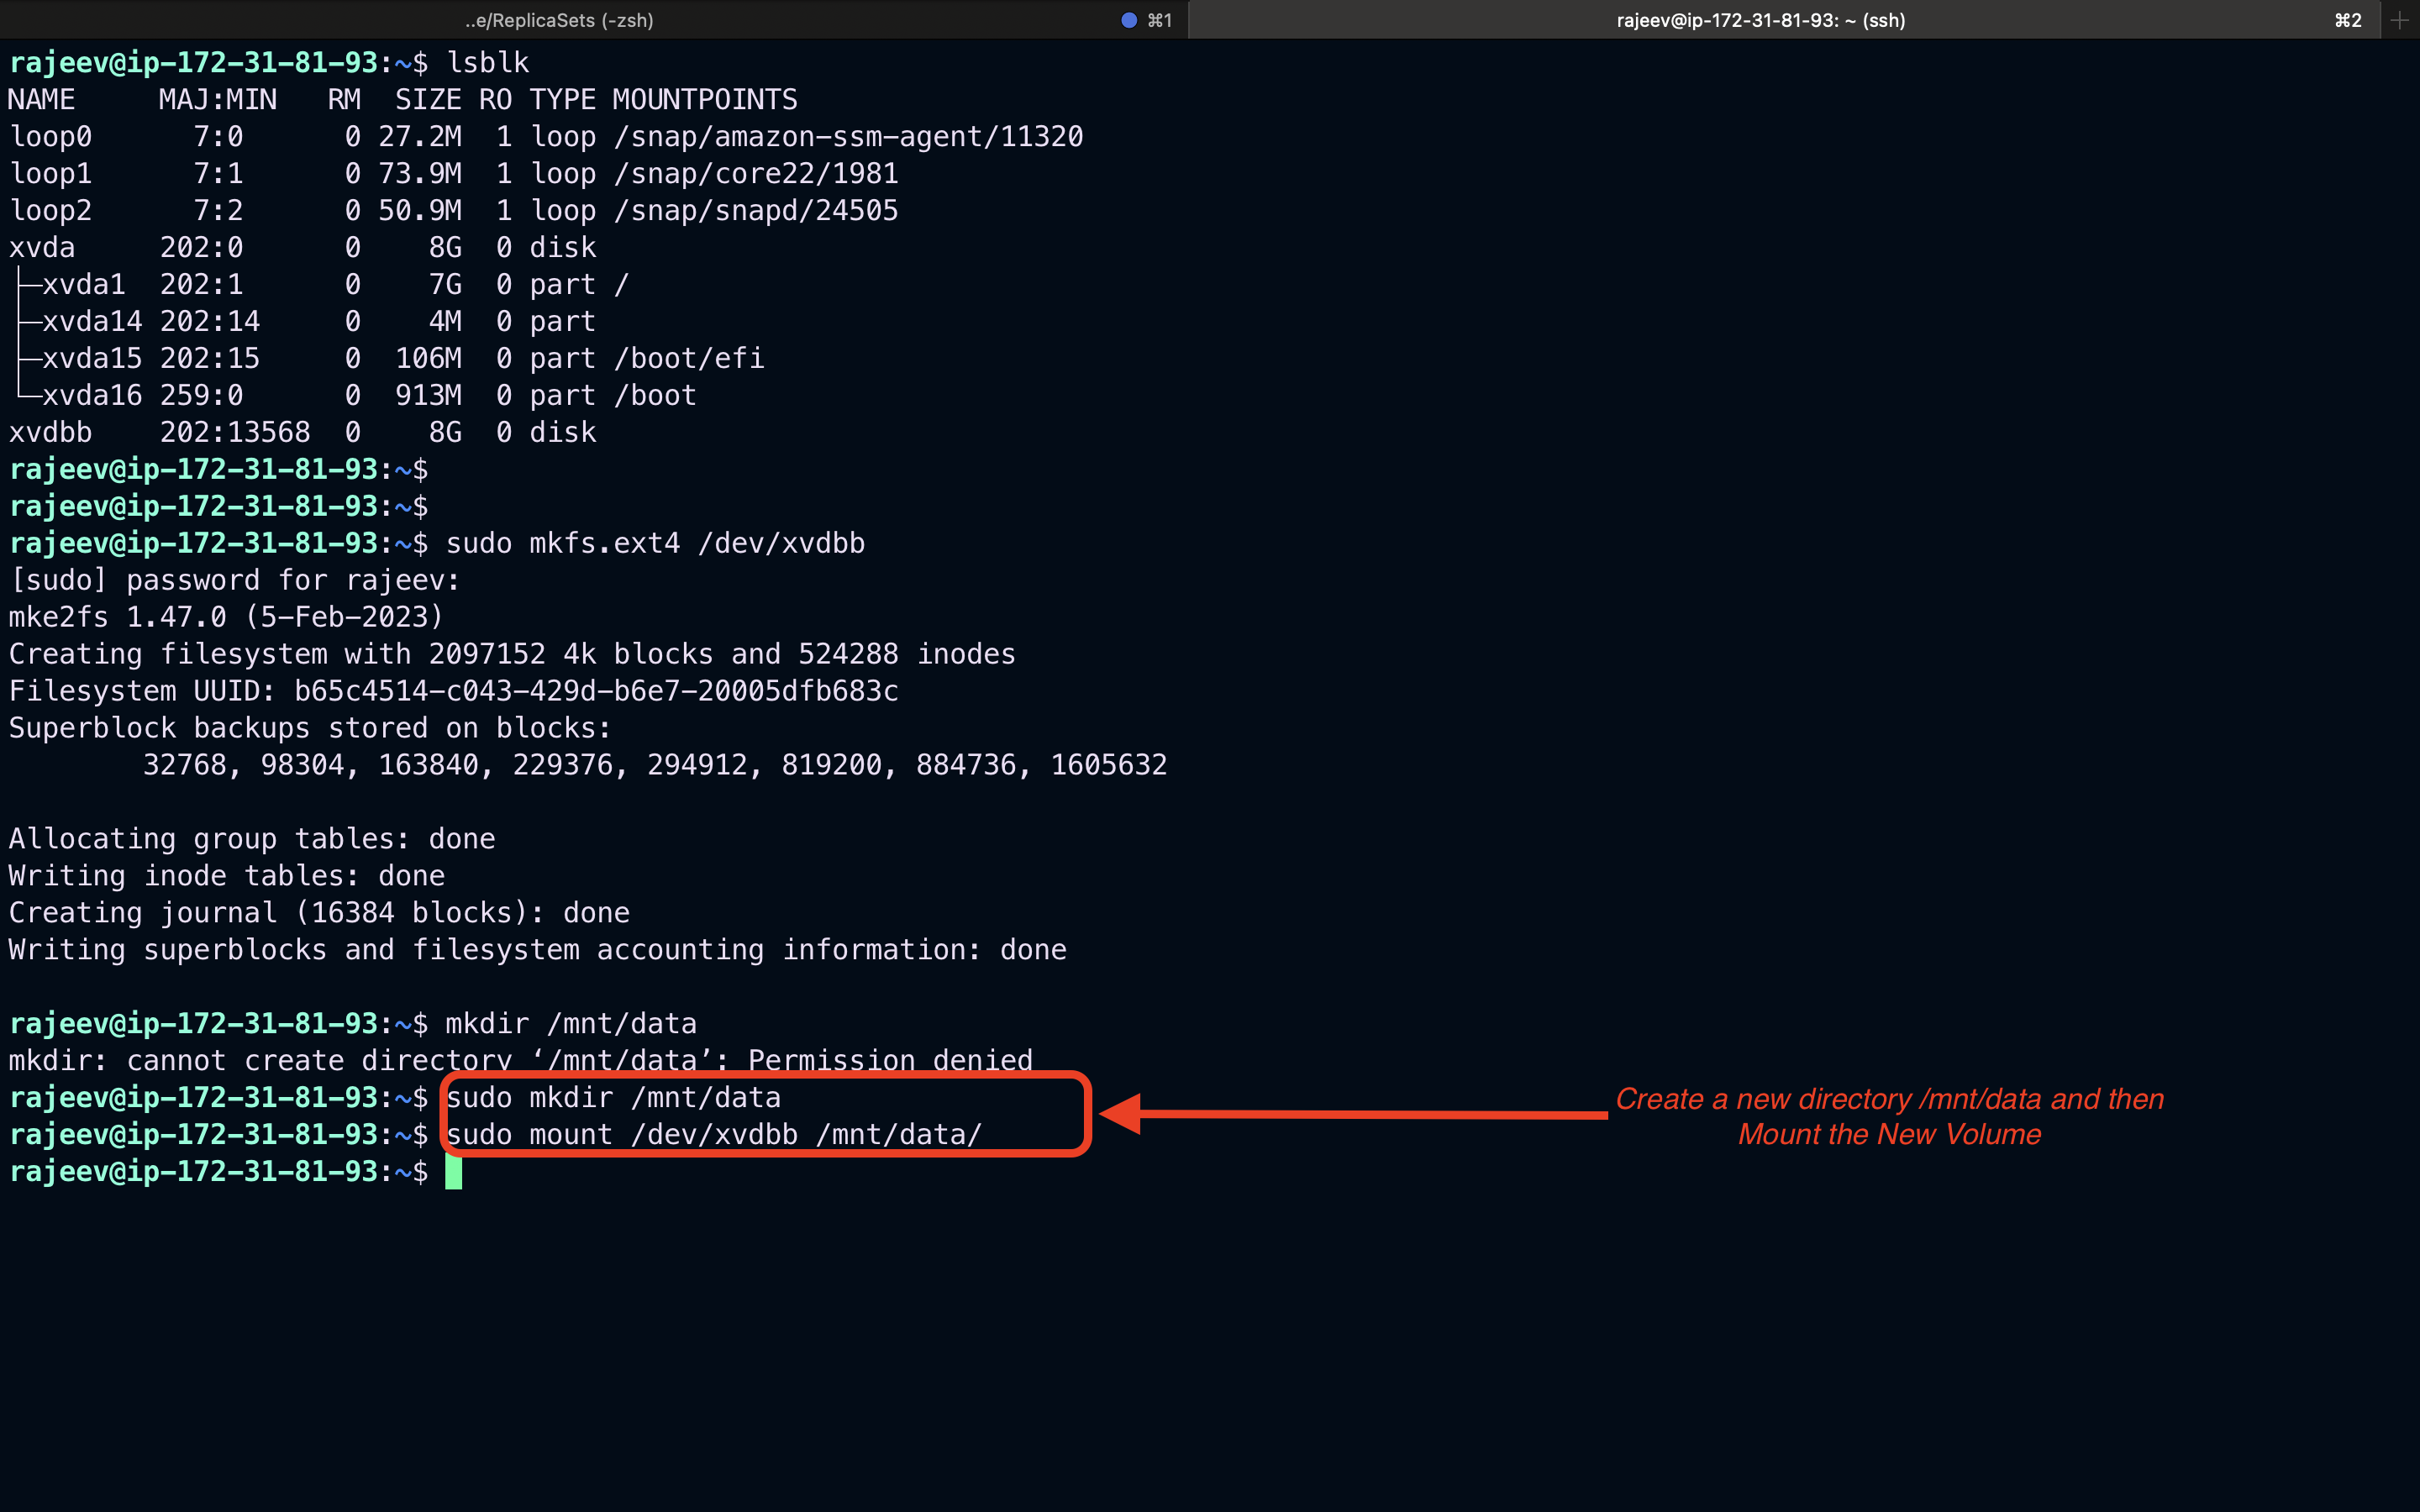 ..e/ReplicaSets (-zsh) ⌘1 rajeev@ip-172-31-81-93: ~ (ssh) ⌘2 +
rajeev@ip-172-31-81-93:~$ lsblk
NAME     MAJ:MIN   RM  SIZE RO TYPE MOUNTPOINTS
loop0      7:0      0 27.2M  1 loop /snap/amazon-ssm-agent/11320
loop1      7:1      0 73.9M  1 loop /snap/core22/1981
loop2      7:2      0 50.9M  1 loop /snap/snapd/24505
xvda     202:0      0    8G  0 disk
├─xvda1  202:1      0    7G  0 part /
├─xvda14 202:14     0    4M  0 part
├─xvda15 202:15     0  106M  0 part /boot/efi
└─xvda16 259:0      0  913M  0 part /boot
xvdbb    202:13568  0    8G  0 disk
rajeev@ip-172-31-81-93:~$
rajeev@ip-172-31-81-93:~$
rajeev@ip-172-31-81-93:~$ sudo mkfs.ext4 /dev/xvdbb
[sudo] password for rajeev:
mke2fs 1.47.0 (5-Feb-2023)
Creating filesystem with 2097152 4k blocks and 524288 inodes
Filesystem UUID: b65c4514-c043-429d-b6e7-20005dfb683c
Superblock backups stored on blocks:
        32768, 98304, 163840, 229376, 294912, 819200, 884736, 1605632
Allocating group tables: done
Writing inode tables: done
Creating journal (16384 blocks): done
Writing superblocks and filesystem accounting information: done
rajeev@ip-172-31-81-93:~$ mkdir /mnt/data
mkdir: cannot create directory ‘/mnt/data’: Permission denied
rajeev@ip-172-31-81-93:~$ sudo mkdir /mnt/data
rajeev@ip-172-31-81-93:~$ sudo mount /dev/xvdbb /mnt/data/
rajeev@ip-172-31-81-93:~$
Create a new directory /mnt/data and then
Mount the New Volume